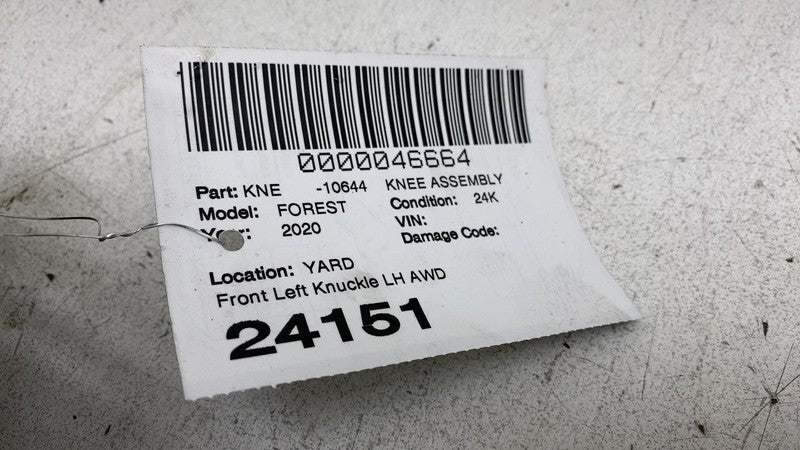 0000046664
Part: KNE -10644 KNEE ASSEMBLY
Model: FOREST Condition: 24K
Year: 2020 VIN:
Damage Code:
Location: YARD
Front Left Knuckle LH AWD
24151